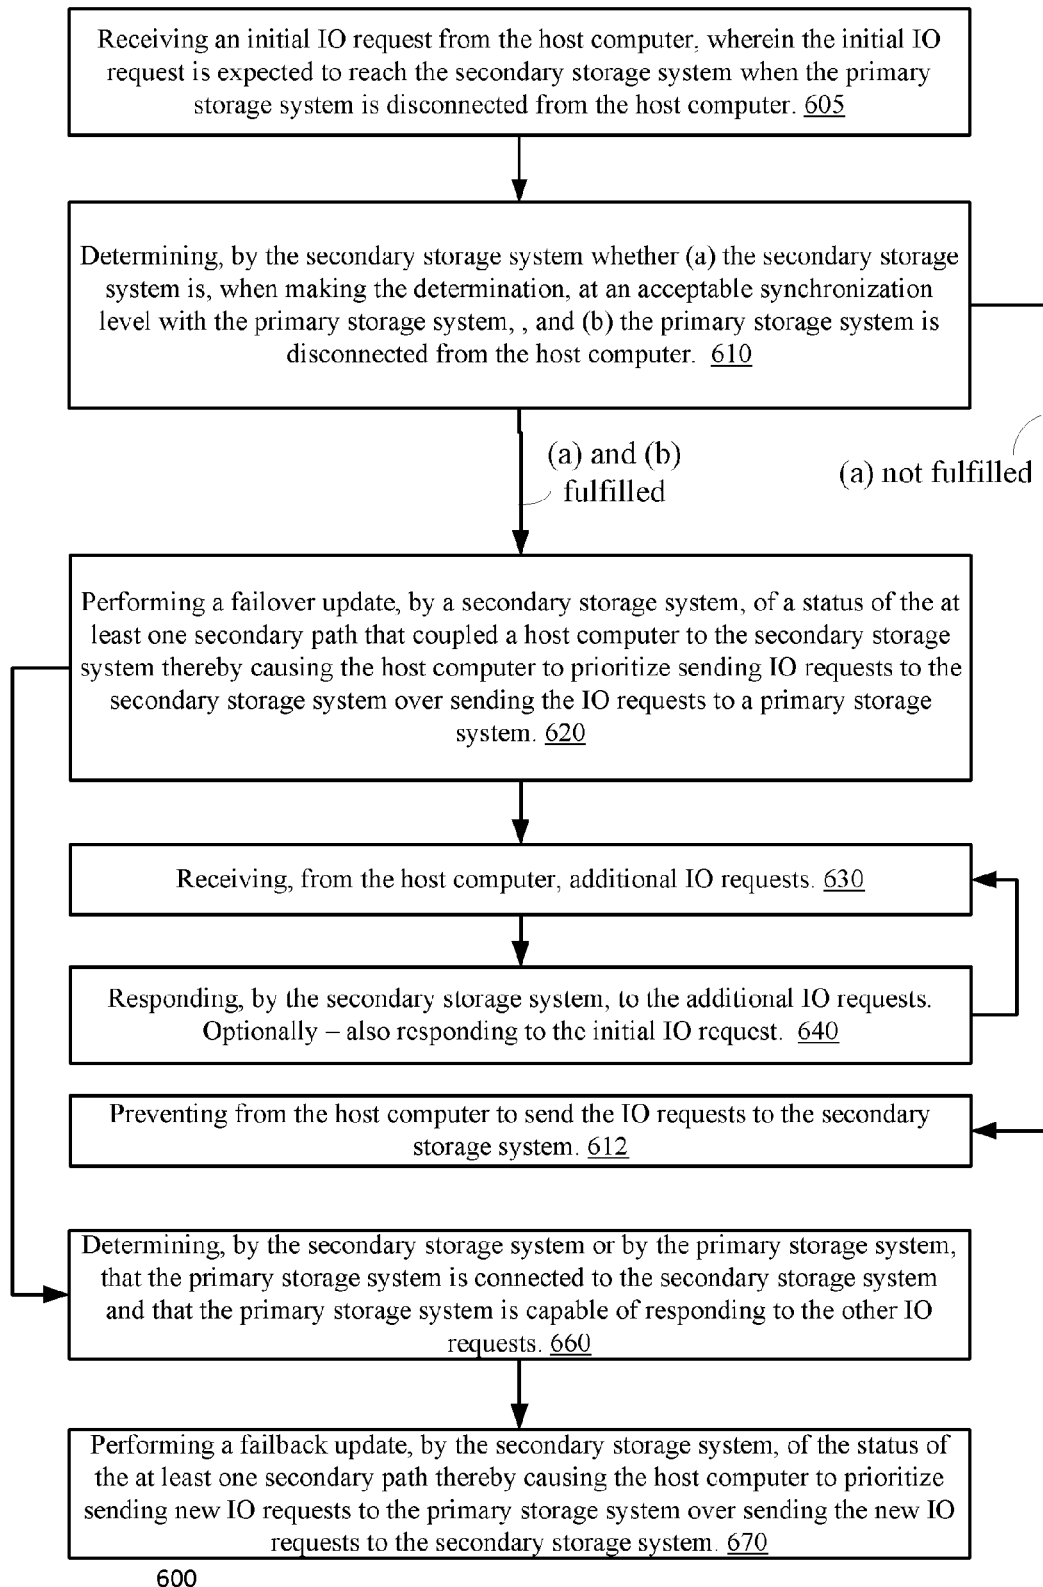 Receiving an initial IO request from the host computer, wherein the initial IO
request is expected to reach the secondary storage system when the primary
storage system is disconnected from the host computer. 605
Determining, by the secondary storage system whether (a) the secondary storage
system is, when making the determination, at an acceptable synchronization
level with the primary storage system, , and (b) the primary storage system is
disconnected from the host computer. 610
(a) and (b)
fulfilled
(a) not fulfilled
Performing a failover update, by a secondary storage system, of a status of the at
least one secondary path that coupled a host computer to the secondary storage
system thereby causing the host computer to prioritize sending IO requests to the
secondary storage system over sending the IO requests to a primary storage
system. 620
Receiving, from the host computer, additional IO requests. 630
Responding, by the secondary storage system, to the additional IO requests.
Optionally – also responding to the initial IO request. 640
Preventing from the host computer to send the IO requests to the secondary
storage system. 612
Determining, by the secondary storage system or by the primary storage system,
that the primary storage system is connected to the secondary storage system
and that the primary storage system is capable of responding to the other IO
requests. 660
Performing a failback update, by the secondary storage system, of the status of
the at least one secondary path thereby causing the host computer to prioritize
sending new IO requests to the primary storage system over sending the new IO
requests to the secondary storage system. 670
600